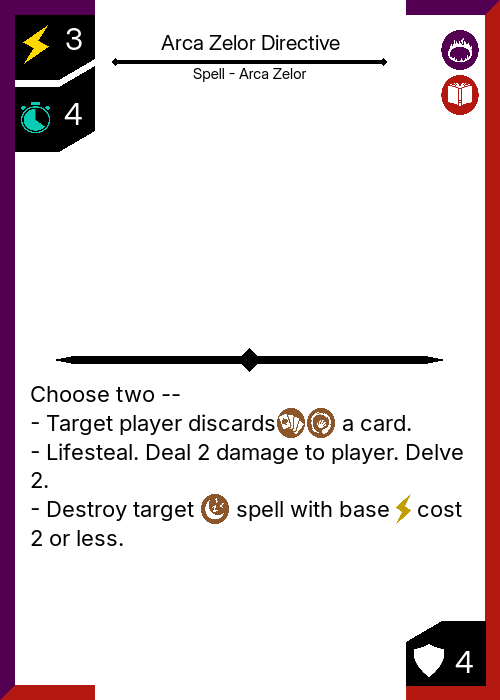 3
Arca Zelor Directive
Spell - Arca Zelor
4
Choose two --
- Target player discards a card.
- Lifesteal. Deal 2 damage to player. Delve
2.
- Destroy target spell with base cost
2 or less.
4